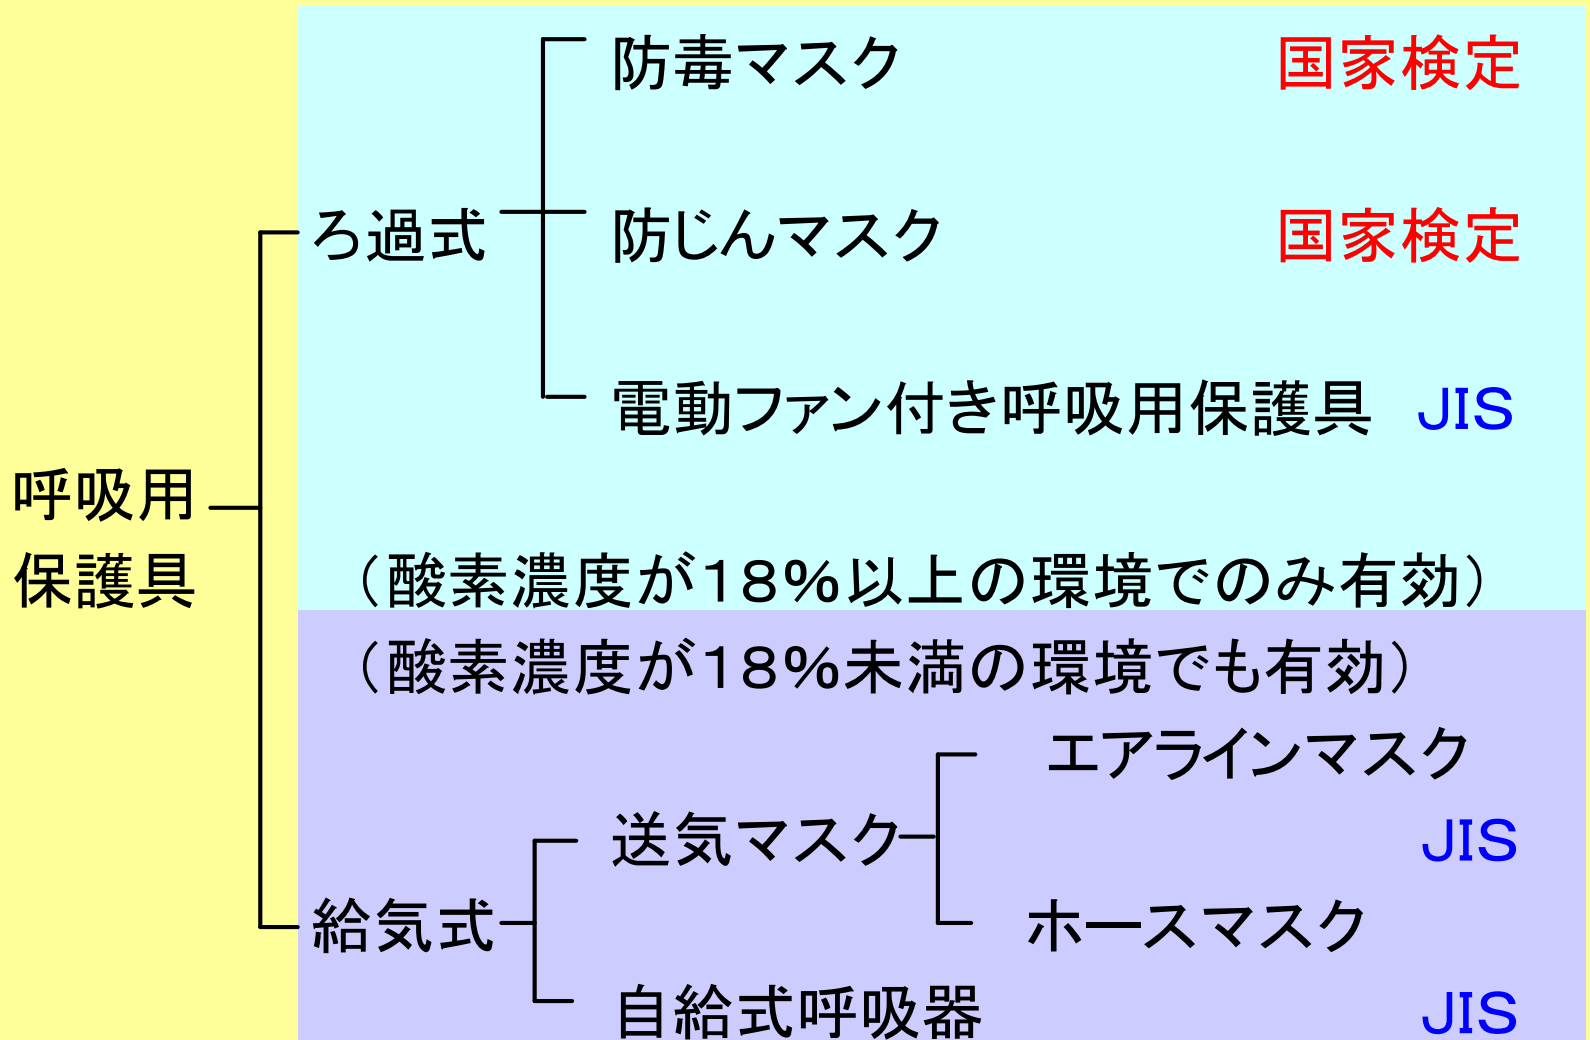 防毒マスク 国家検定
ろ過式 防じんマスク 国家検定
電動ファン付き呼吸用保護具 JIS
呼吸用
保護具
（酸素濃度が18%以上の環境でのみ有効）
（酸素濃度が18%未満の環境でも有効）
エアラインマスク
送気マスク JIS
給気式 ホースマスク
自給式呼吸器 JIS